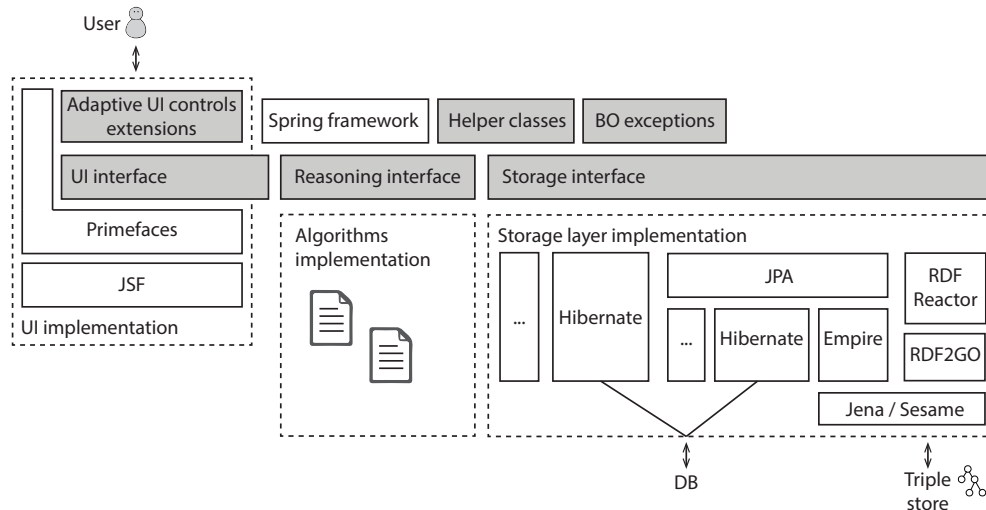 User
Adaptive UI controls
extensions
Spring framework
Helper classes
BO exceptions
UI interface
Reasoning interface
Storage interface
Primefaces
JSF
UI implementation
Algorithms
implementation
Storage layer implementation
...
Hibernate
JPA
...
Hibernate
Empire
RDF
Reactor
RDF2GO
Jena / Sesame
DB
Triple
store